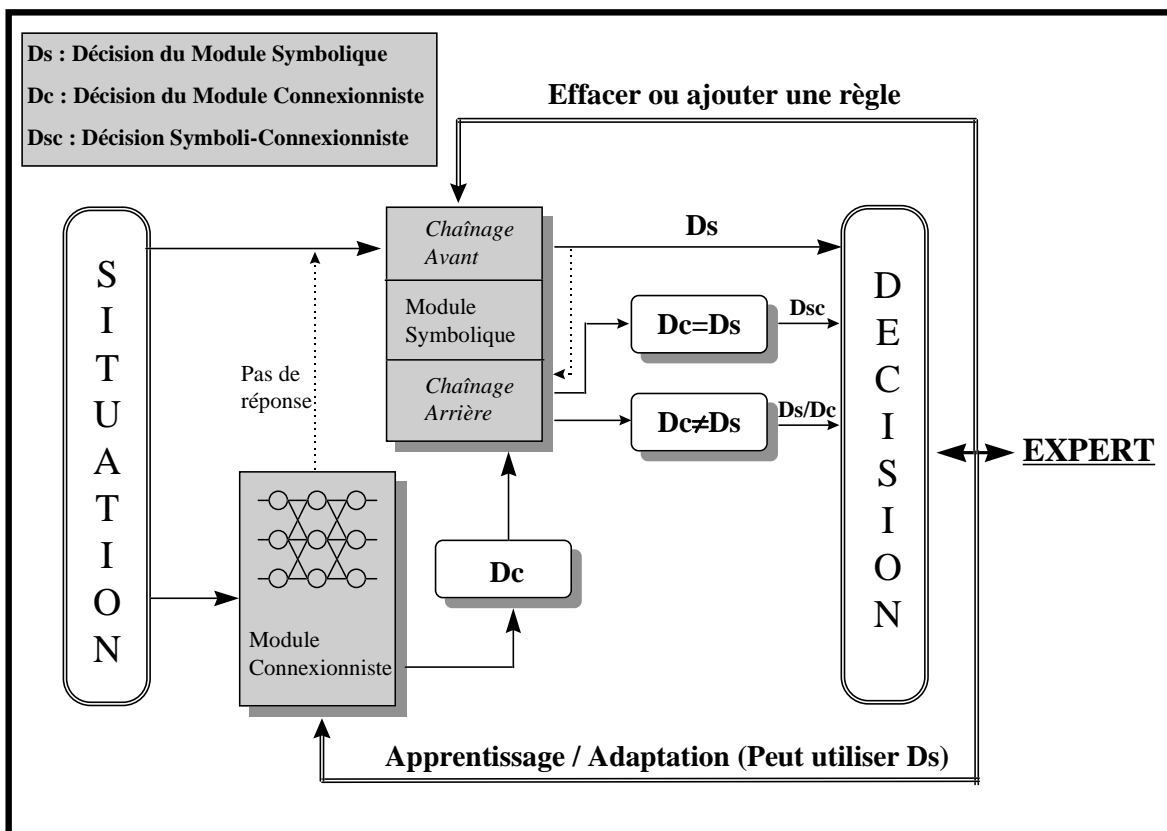 Ds : Décision du Module Symbolique
Dc : Décision du Module Connexionniste
Dsc : Décision Symboli-Connexionniste
Effacer ou ajouter une règle
SITUATION
Chaînage
Avant
Module
Symbolique
Chaînage
Arrière
Ds
Dc=Ds
Dsc
Dc≠Ds
Ds/Dc
DECISION
EXPERT
Pas de
réponse
Dc
Module
Connexionniste
Apprentissage / Adaptation (Peut utiliser Ds)